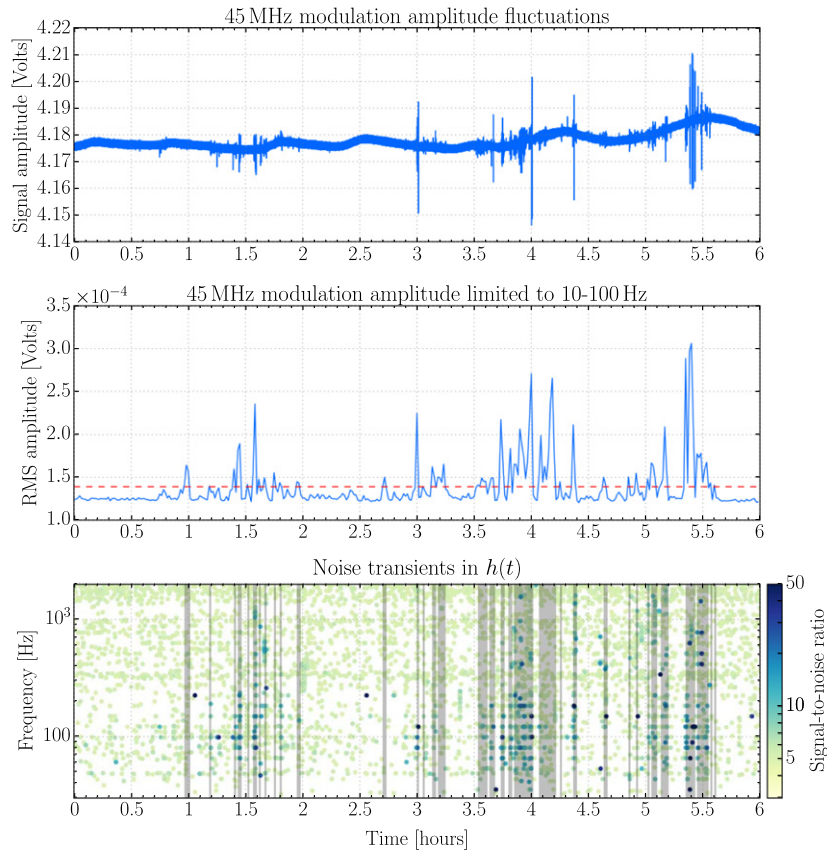 45 MHz modulation amplitude fluctuations
Signal amplitude [Volts]
4.22
4.21
4.20
4.19
4.18
4.17
4.16
4.15
4.14
0 0.5 1 1.5 2 2.5 3 3.5 4 4.5 5 5.5 6
×10⁻⁴ 45 MHz modulation amplitude limited to 10-100 Hz
RMS amplitude [Volts]
3.5
3.0
2.5
2.0
1.5
1.0
0 0.5 1 1.5 2 2.5 3 3.5 4 4.5 5 5.5 6
Noise transients in h(t)
Frequency [Hz]
10³
100
0 0.5 1 1.5 2 2.5 3 3.5 4 4.5 5 5.5 6
Time [hours]
50
10
5
Signal-to-noise ratio